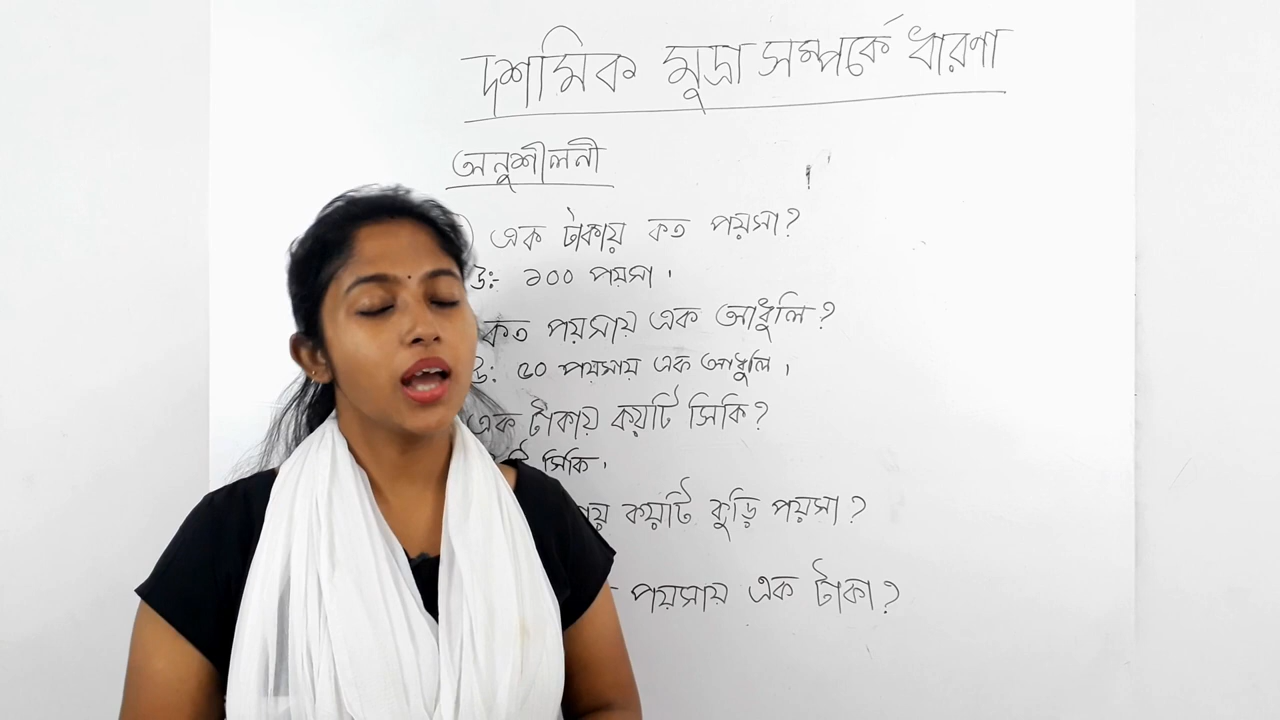 দশমিক মুদ্রা সম্পর্কে ধারণা
অনুশীলনী
এক টাকায় কত পয়সা?
উঃ- ১০০ পয়সা।
কত পয়সায় এক আধুলি?
উঃ ৫০ পয়সায় এক আধুলি।
এক টাকায় কয়টি সিকি?
টি সিকি।
কয়টি কুড়ি পয়সা?
পয়সায় এক টাকা?